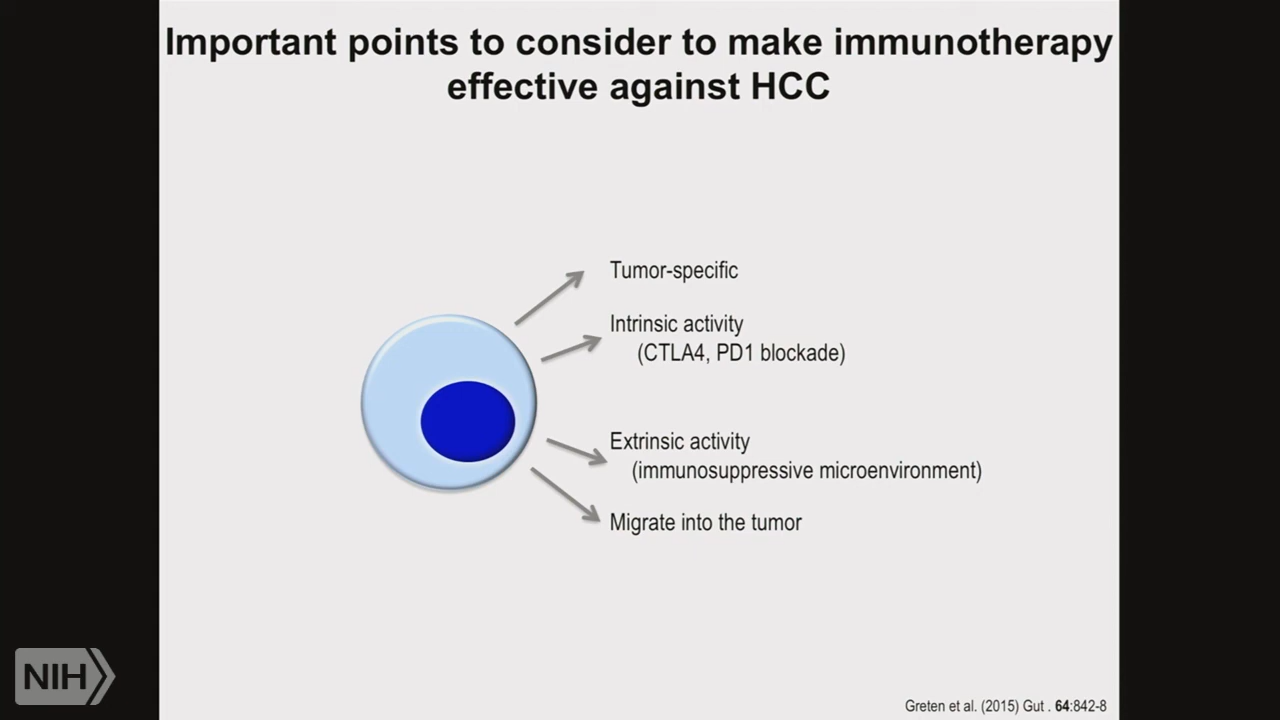 Important points to consider to make immunotherapy
effective against HCC
Tumor-specific
Intrinsic activity
(CTLA4, PD1 blockade)
Extrinsic activity
(immunosuppressive microenvironment)
Migrate into the tumor
NIH
Greten et al. (2015) Gut . 64:842-8